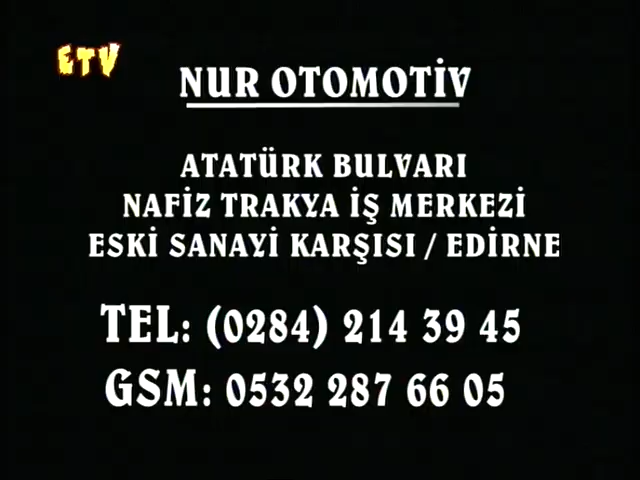 ETV
NUR OTOMOTİV
ATATÜRK BULVARI
NAFİZ TRAKYA İŞ MERKEZİ
ESKİ SANAYİ KARŞISI / EDİRNE
TEL: (0284) 214 39 45
GSM: 0532 287 66 05